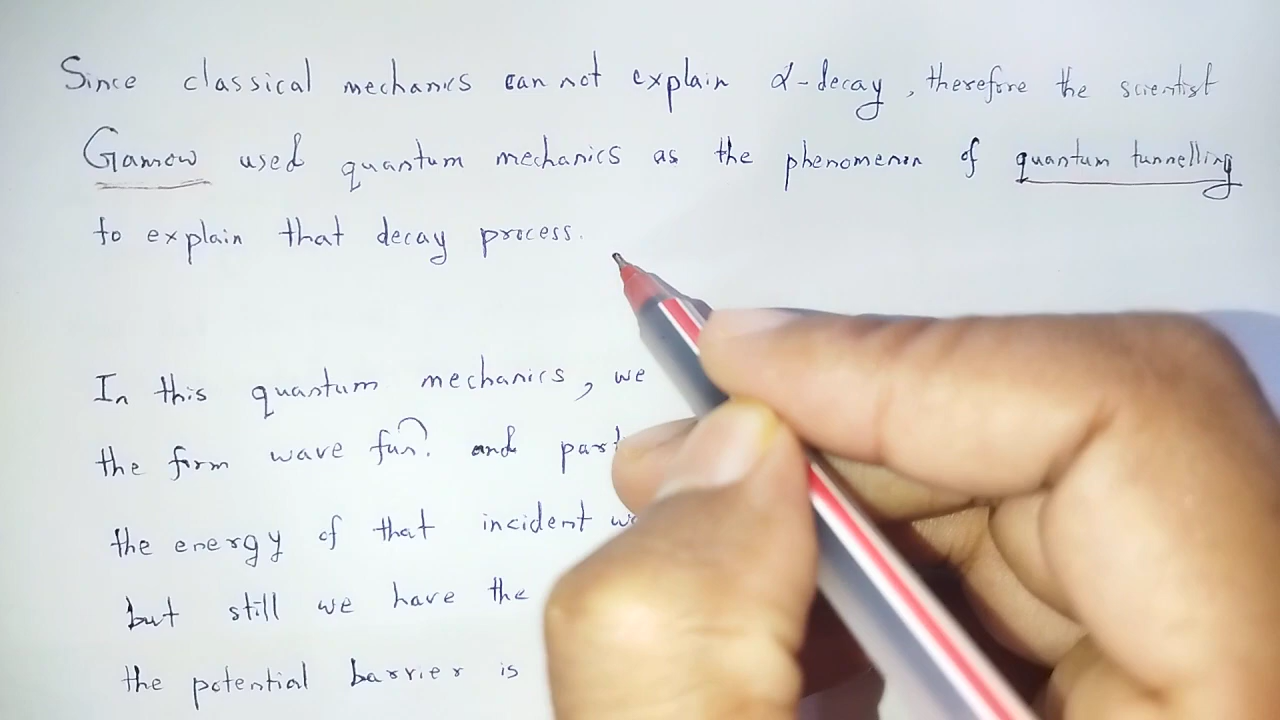 Since classical mechanics can not explain α-decay, therefore the scientist
Gamow used quantum mechanics as the phenomenon of quantum tunnelling
to explain that decay process.
In this quantum mechanics, we
the form wave fun. and part
the energy of that incident
but still we have the
the potential barrier is